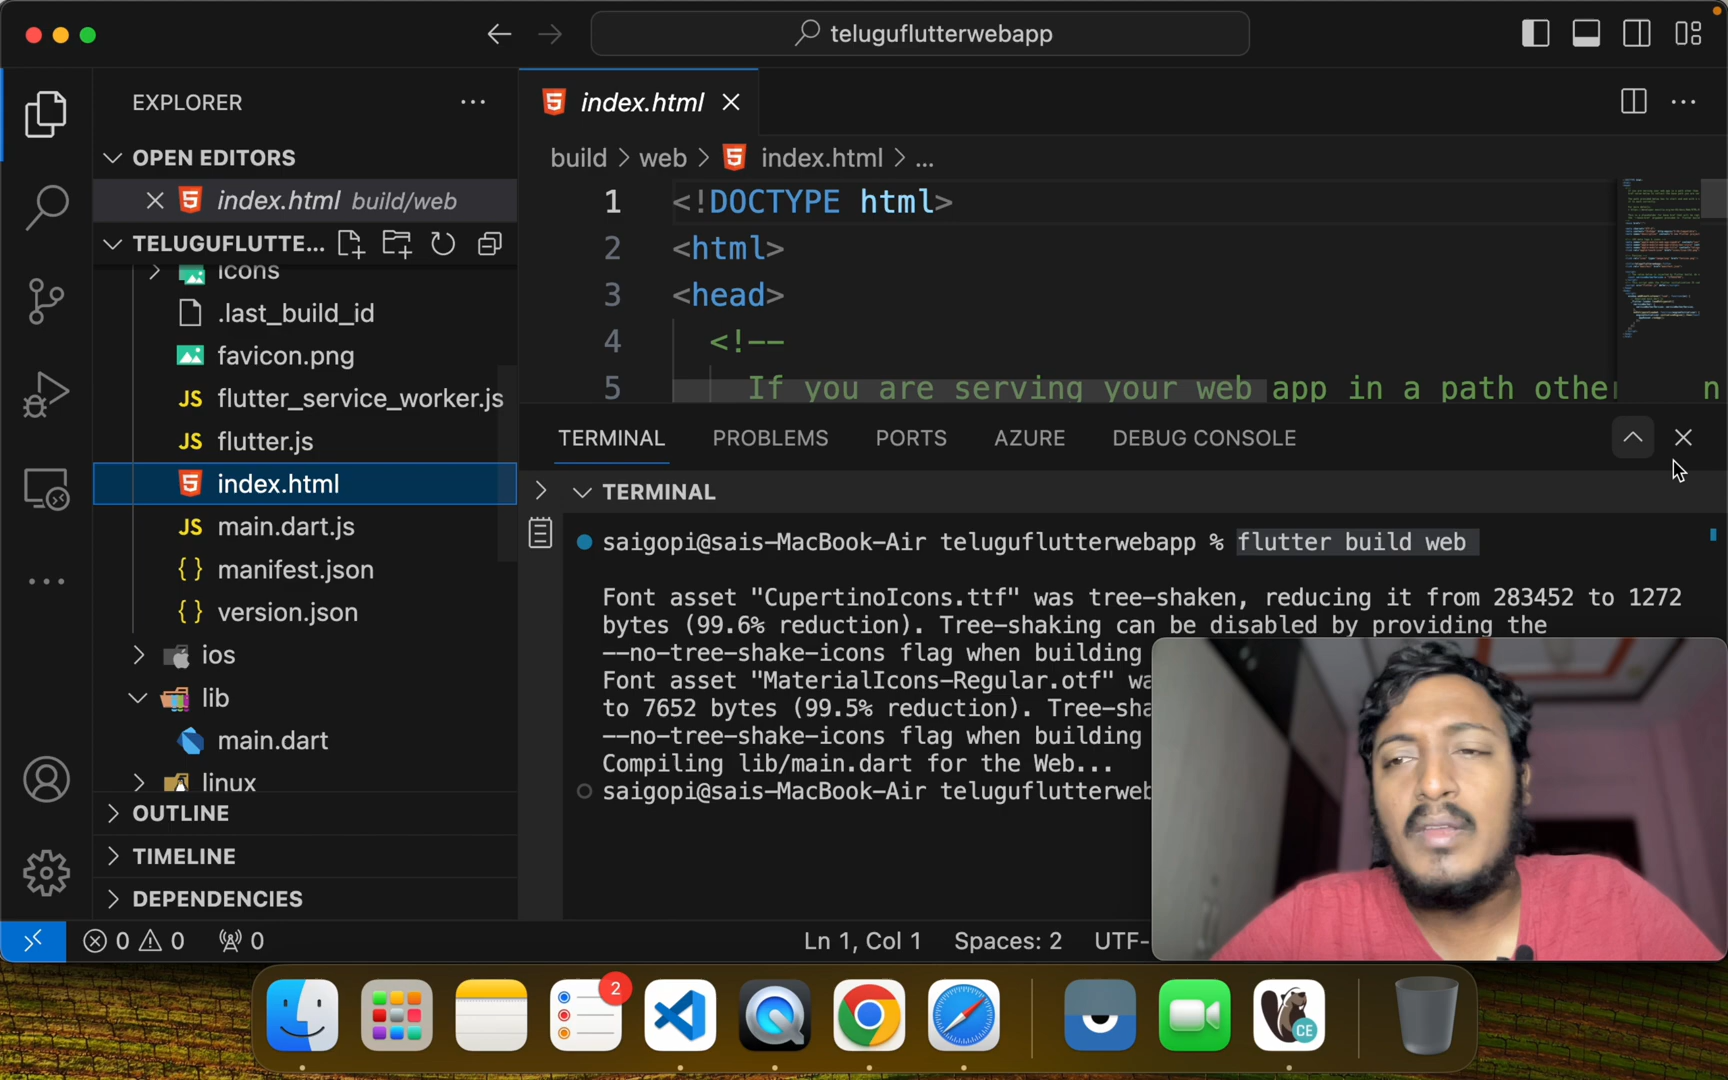 teluguflutterwebapp
EXPLORER
OPEN EDITORS
index.html build/web
TELUGUFLUTTE...
icons
.last_build_id
favicon.png
JS flutter_service_worker.js
JS flutter.js
index.html
JS main.dart.js
{ } manifest.json
{ } version.json
ios
lib
main.dart
linux
OUTLINE
TIMELINE
DEPENDENCIES
index.html
build > web > index.html > ...
1 <!DOCTYPE html>
2 <html>
3 <head>
4 <!--
5 If you are serving your web app in a path other
TERMINAL PROBLEMS PORTS AZURE DEBUG CONSOLE
TERMINAL
saigopi@sais-MacBook-Air teluguflutterwebapp % flutter build web
Font asset "CupertinoIcons.ttf" was tree-shaken, reducing it from 283452 to 1272
bytes (99.6% reduction). Tree-shaking can be disabled by providing the
--no-tree-shake-icons flag when building
Font asset "MaterialIcons-Regular.otf" wa
to 7652 bytes (99.5% reduction). Tree-sha
--no-tree-shake-icons flag when building
Compiling lib/main.dart for the Web...
saigopi@sais-MacBook-Air teluguflutterweb
0 0 0
Ln 1, Col 1 Spaces: 2 UTF-
2
CE